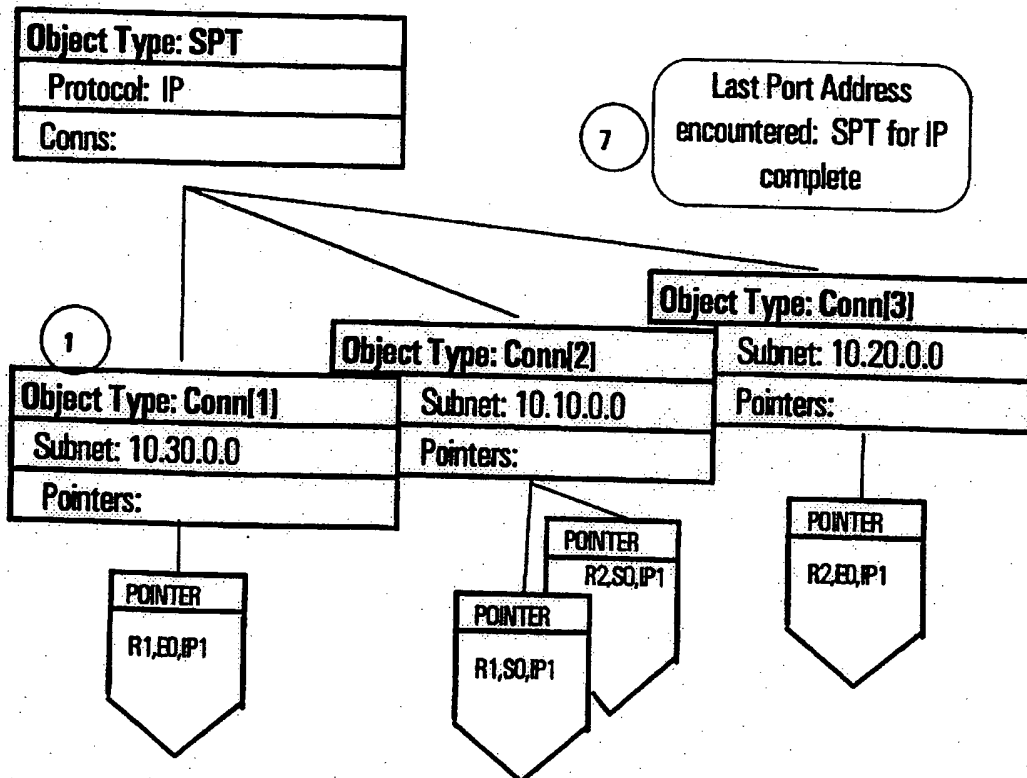 Object Type: SPT
Protocol: IP
Conns:
7
Last Port Address
encountered: SPT for IP
complete
1
Object Type: Conn[1]
Subnet: 10.30.0.0
Pointers:
Object Type: Conn[2]
Subnet: 10.10.0.0
Pointers:
Object Type: Conn[3]
Subnet: 10.20.0.0
Pointers:
POINTER
R1,E0,IP1
POINTER
R1,S0,IP1
POINTER
R2,S0,IP1
POINTER
R2,E0,IP1